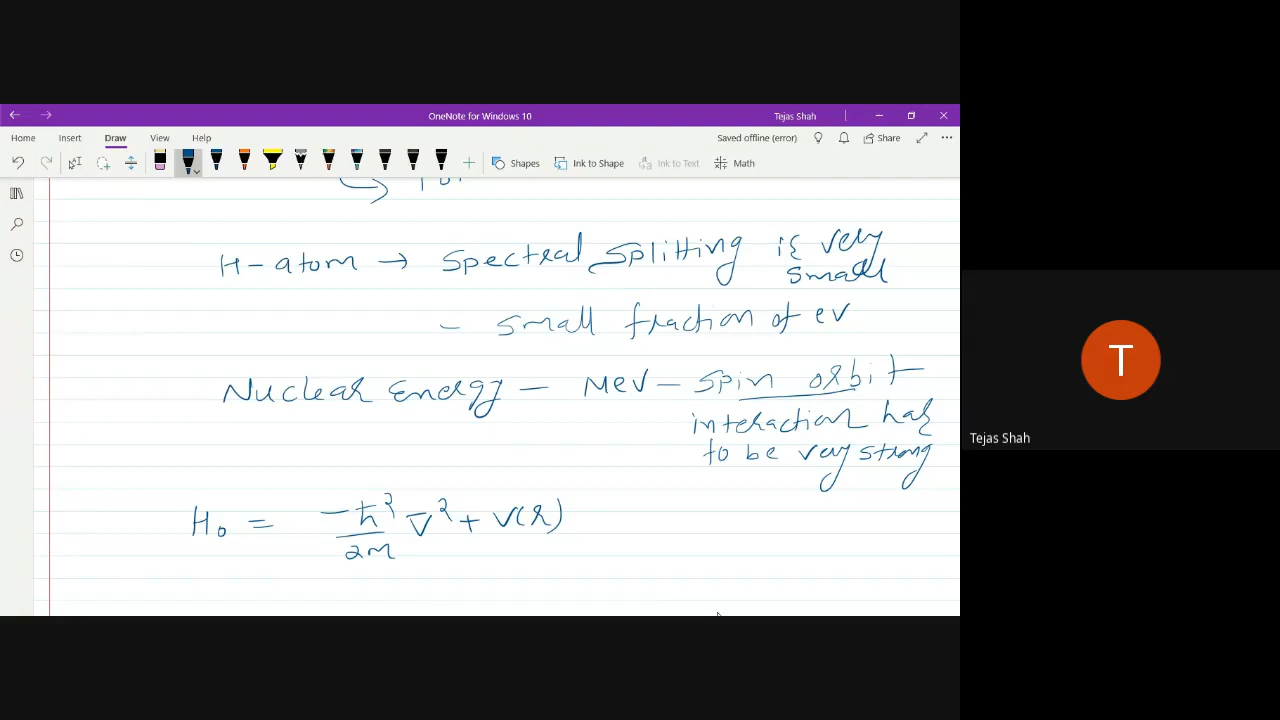 OneNote for Windows 10
Tejas Shah
Home Insert Draw View Help
Saved offline (error)
Share
Shapes Ink to Shape Ink to Text Math
H-atom → Spectral Splitting is very small
- small fraction of ev
Nuclear Energy - MeV - Spin orbit
interaction has
to be very strong
H₀ = -ħ²/2m ∇² + V(r)
T
Tejas Shah